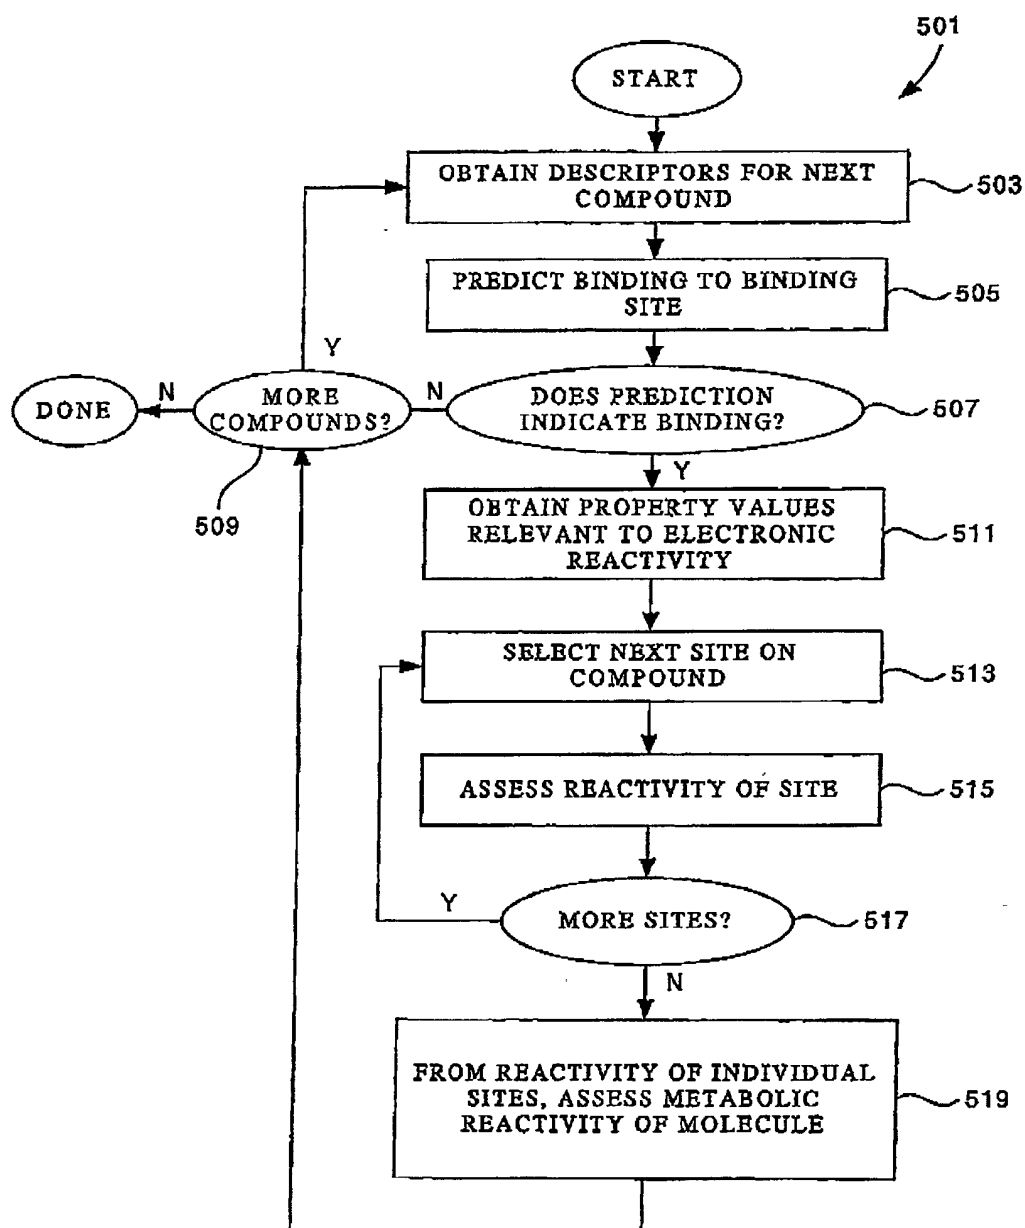 501
START
OBTAIN DESCRIPTORS FOR NEXT
COMPOUND
503
PREDICT BINDING TO BINDING
SITE
505
Y
DONE
N
MORE
COMPOUNDS?
N
DOES PREDICTION
INDICATE BINDING?
507
509
Y
OBTAIN PROPERTY VALUES
RELEVANT TO ELECTRONIC
REACTIVITY
511
SELECT NEXT SITE ON
COMPOUND
513
ASSESS REACTIVITY OF SITE
515
Y
MORE SITES?
517
N
FROM REACTIVITY OF INDIVIDUAL
SITES, ASSESS METABOLIC
REACTIVITY OF MOLECULE
519